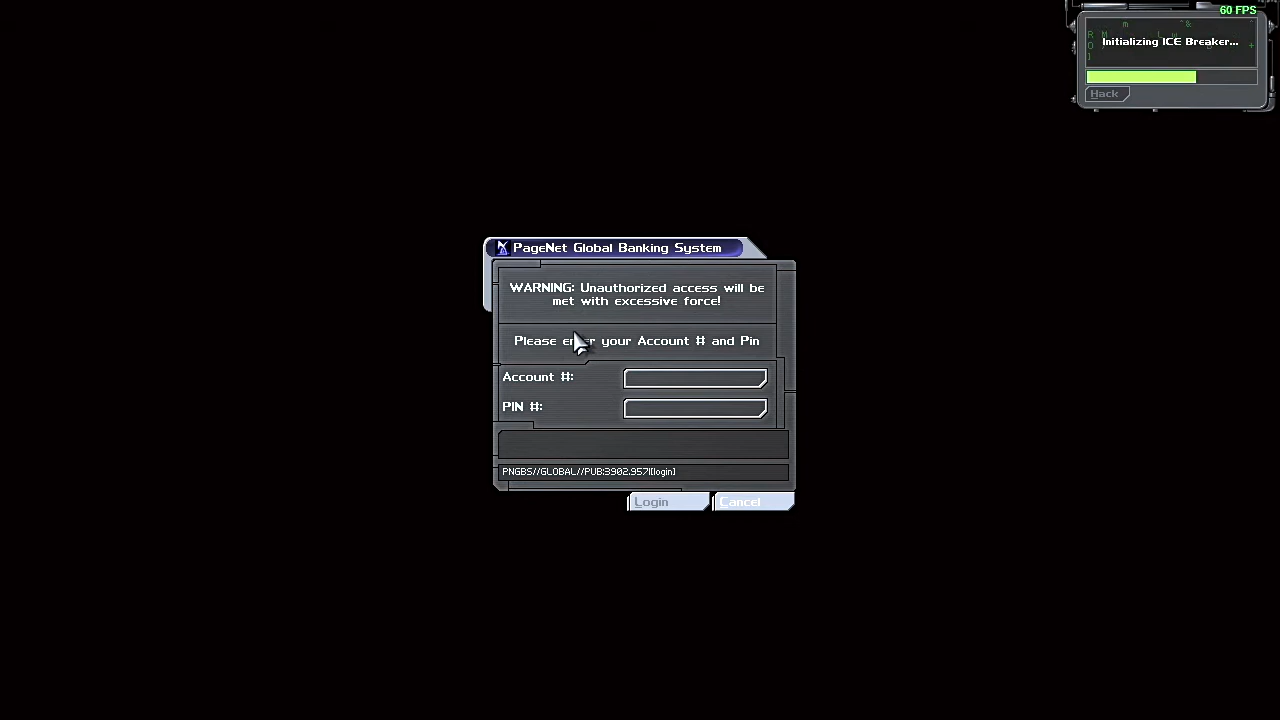 60 FPS
Initializing ICE Breaker...
Hack
PageNet Global Banking System
WARNING: Unauthorized access will be
met with excessive force!
Please enter your Account # and Pin
Account #:
PIN #:
PNGBS//GLOBAL//PUB:3902.957[login]
Login
Cancel